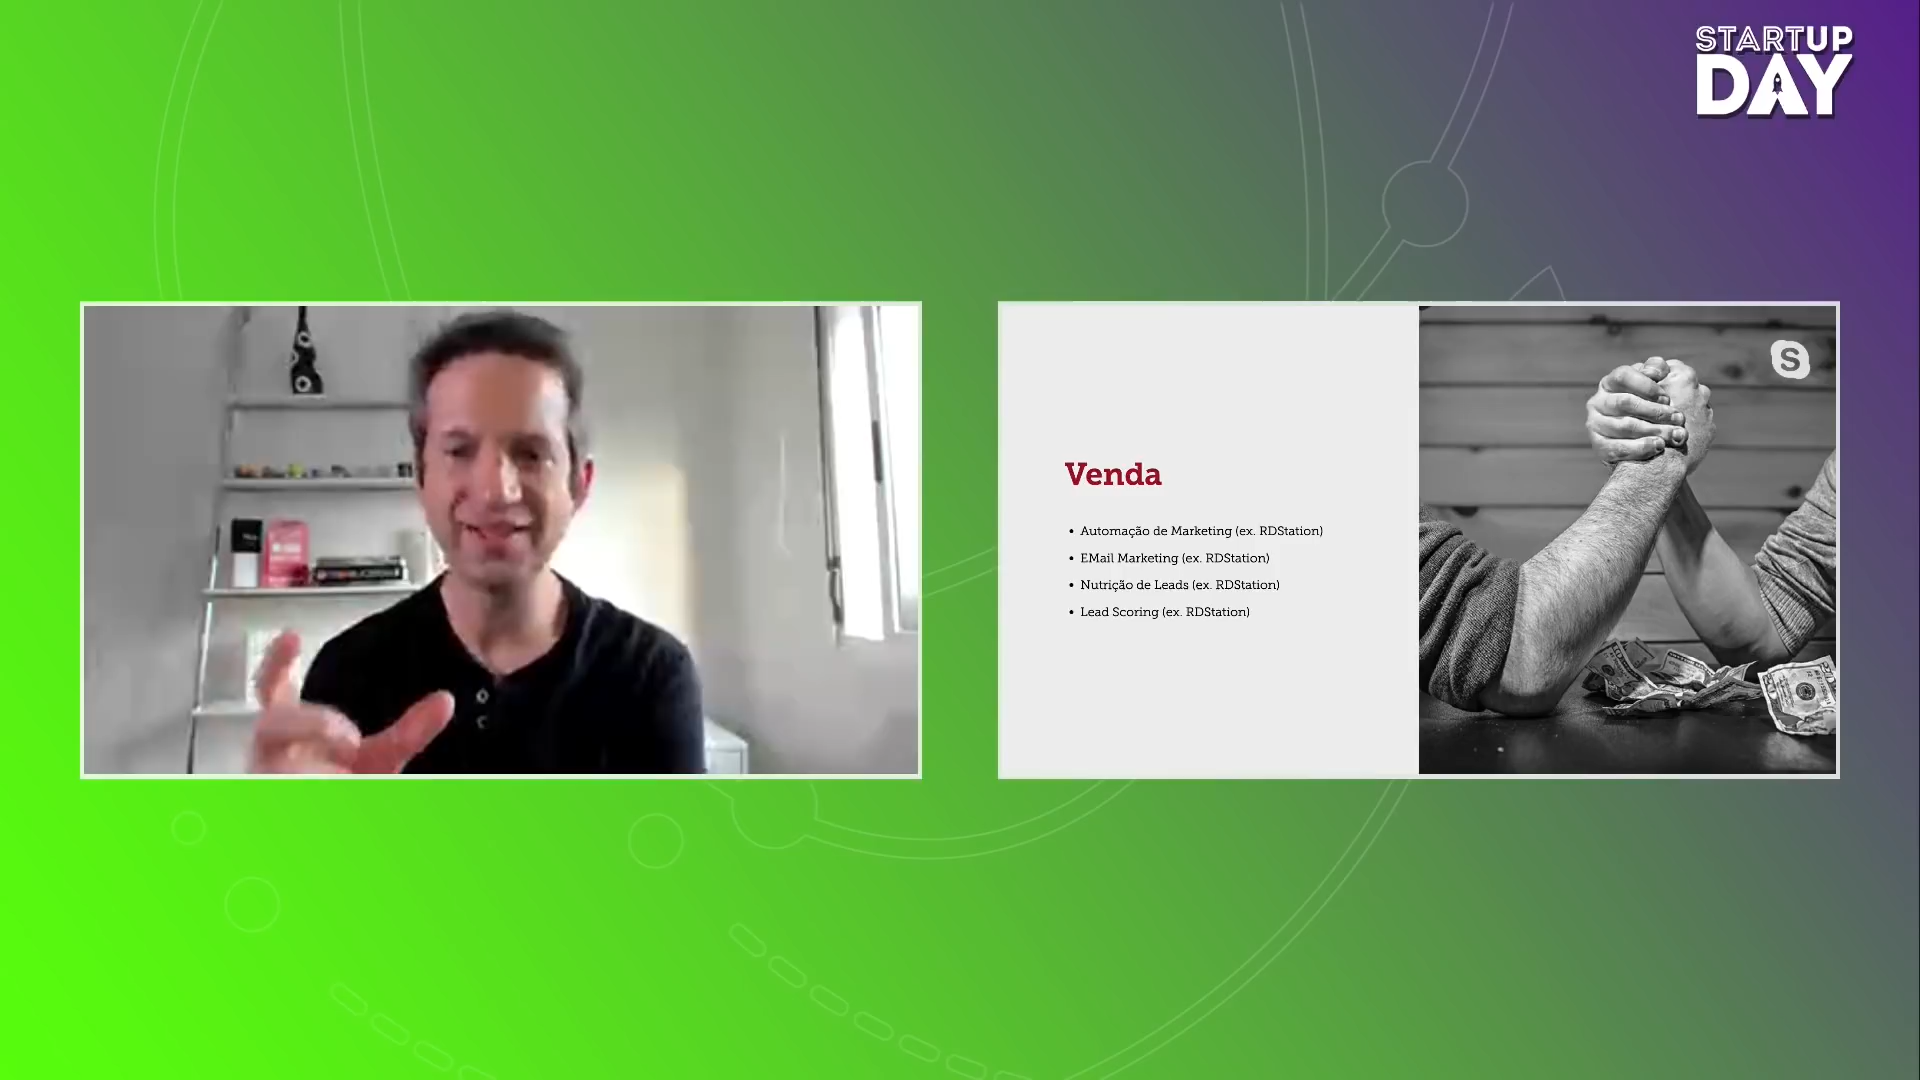 STARTUP
DAY
Venda
• Automação de Marketing (ex. RDStation)
• EMail Marketing (ex. RDStation)
• Nutrição de Leads (ex. RDStation)
• Lead Scoring (ex. RDStation)
S